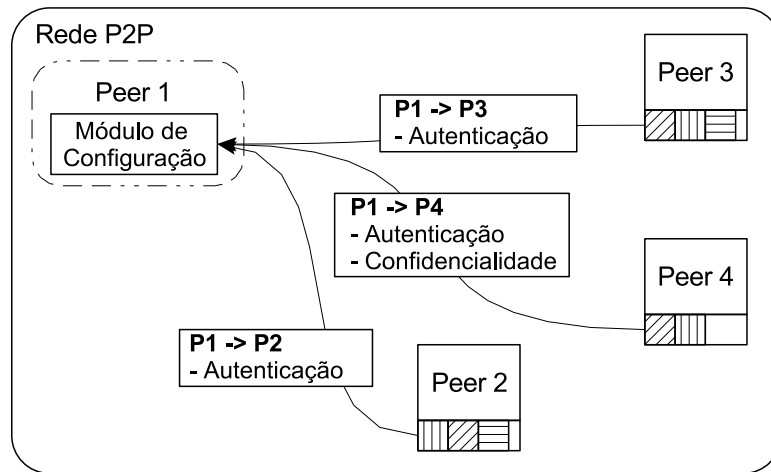 Rede P2P
Peer 1
Módulo de
Configuração
P1 -> P3
- Autenticação
Peer 3
P1 -> P4
- Autenticação
- Confidencialidade
Peer 4
P1 -> P2
- Autenticação
Peer 2